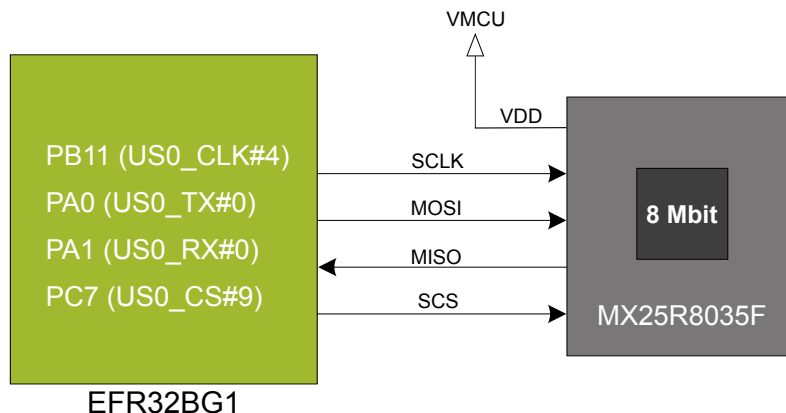 VMCU
VDD
PB11 (US0_CLK#4)
SCLK
PA0 (US0_TX#0)
MOSI
8 Mbit
PA1 (US0_RX#0)
MISO
PC7 (US0_CS#9)
SCS
MX25R8035F
EFR32BG1